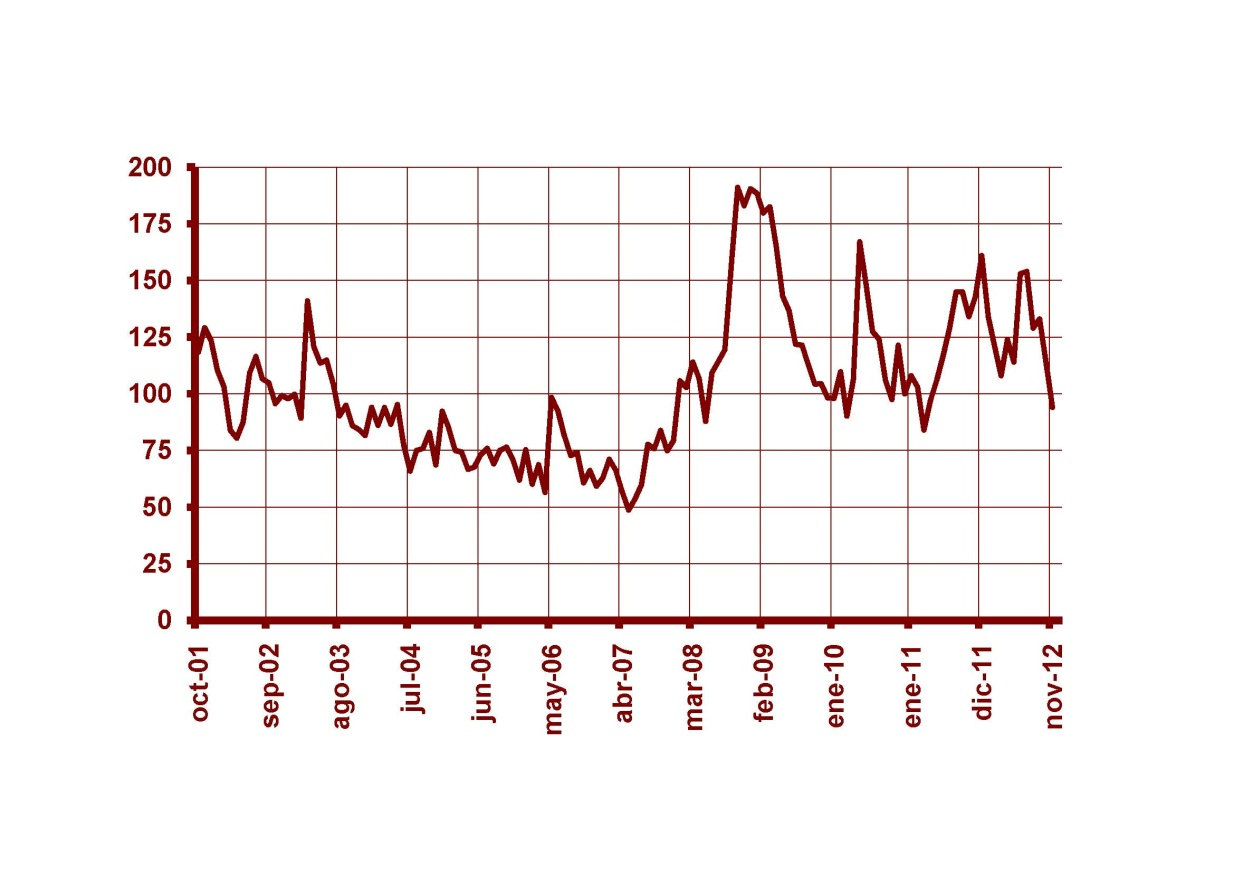 200
175
150
125
100
75
50
25
0
oct-01
sep-02
ago-03
jul-04
jun-05
may-06
abr-07
mar-08
feb-09
ene-10
ene-11
dic-11
nov-12